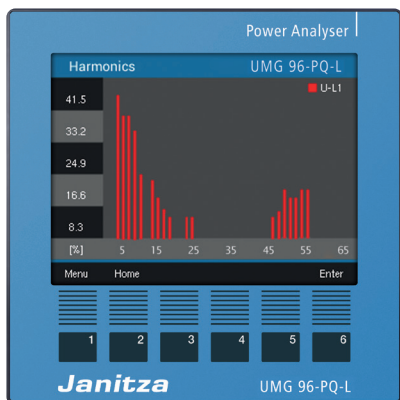 Power Analyser
Harmonics UMG 96-PQ-L
U-L1
41.5
33.2
24.9
16.6
8.3
[%] 5 15 25 35 45 55 65
Menu Home Enter
1 2 3 4 5 6
Janitza UMG 96-PQ-L